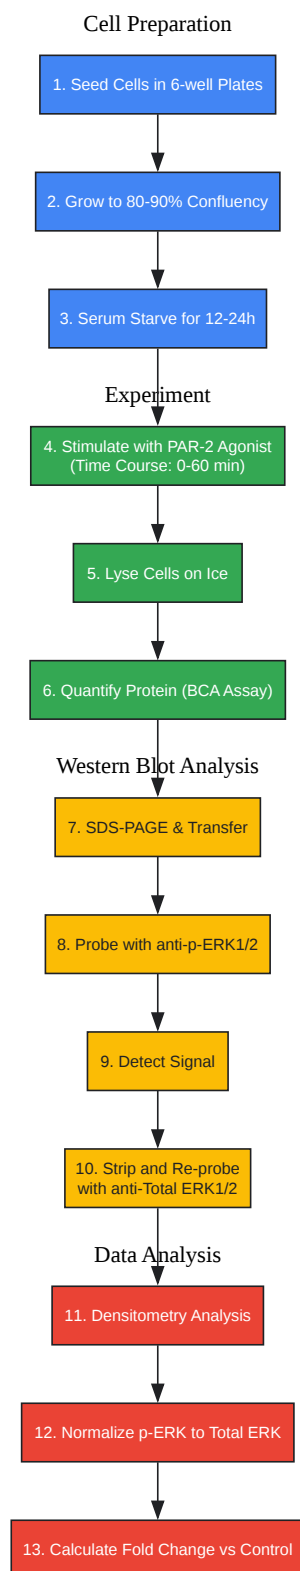 Cell Preparation
1. Seed Cells in 6-well Plates
2. Grow to 80-90% Confluency
3. Serum Starve for 12-24h
Experiment
4. Stimulate with PAR-2 Agonist
(Time Course: 0-60 min)
5. Lyse Cells on Ice
6. Quantify Protein (BCA Assay)
Western Blot Analysis
7. SDS-PAGE & Transfer
8. Probe with anti-p-ERK1/2
9. Detect Signal
10. Strip and Re-probe
with anti-Total ERK1/2
Data Analysis
11. Densitometry Analysis
12. Normalize p-ERK to Total ERK
13. Calculate Fold Change vs Control